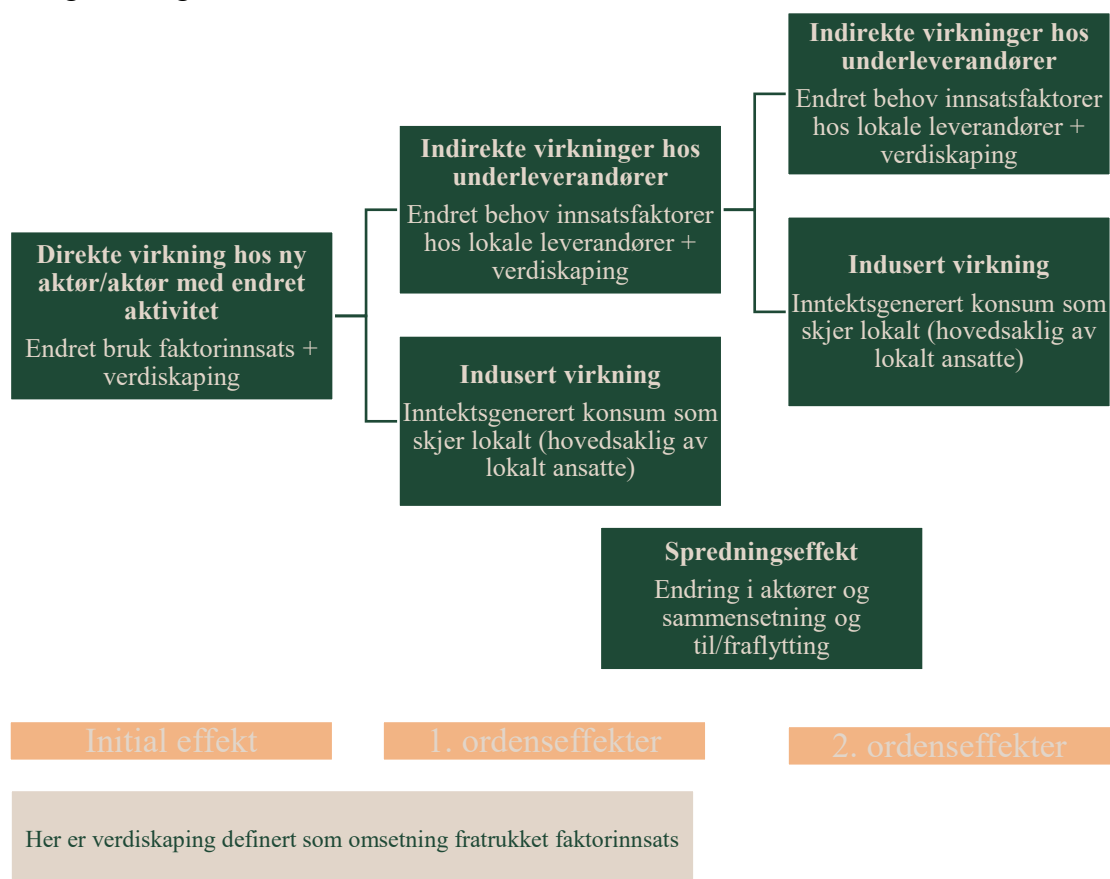 Direkte virkning hos ny
aktør/aktør med endret
aktivitet
Endret bruk faktorinnsats +
verdiskaping
Indirekte virkninger hos
underleverandører
Endret behov innsatsfaktorer
hos lokale leverandører +
verdiskaping
Indusert virkning
Inntektsgenerert konsum som
skjer lokalt (hovedsaklig av
lokalt ansatte)
Indirekte virkninger hos
underleverandører
Endret behov innsatsfaktorer
hos lokale leverandører +
verdiskaping
Indusert virkning
Inntektsgenerert konsum som
skjer lokalt (hovedsaklig av
lokalt ansatte)
Spredningseffekt
Endring i aktører og
sammensetning og
til/fraflytting
Initial effekt
1. ordenseffekter
2. ordenseffekter
Her er verdiskaping definert som omsetning fratrukket faktorinnsats